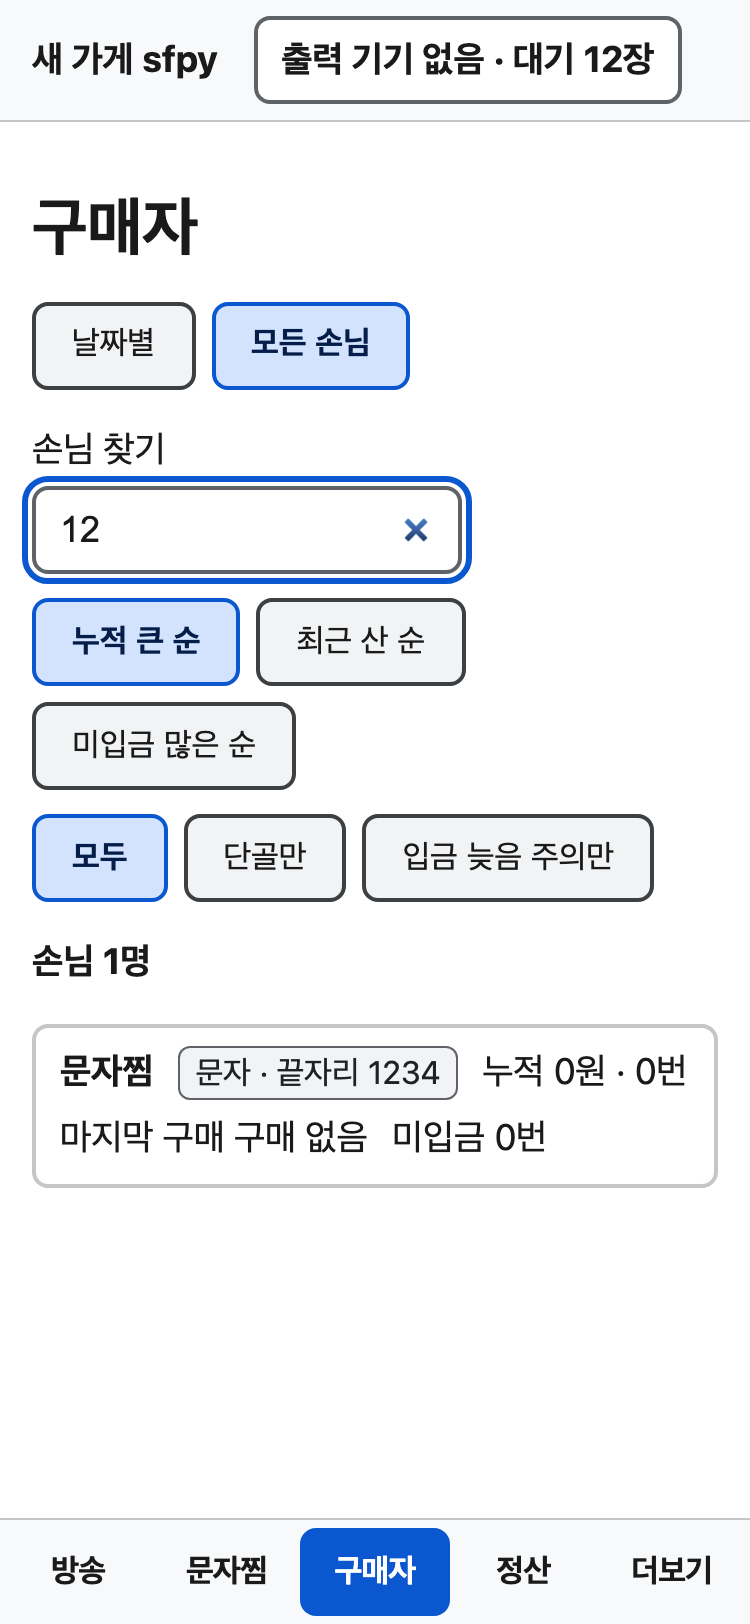 새 가게 sfpy 출력 기기 없음 · 대기 12장
구매자
날짜별 모든 손님
손님 찾기
12
누적 큰 순 최근 산 순
미입금 많은 순
모두 단골만 입금 늦음 주의만
손님 1명
문자찜 문자 · 끝자리 1234 누적 0원 · 0번
마지막 구매 구매 없음 미입금 0번
방송 문자찜 구매자 정산 더보기